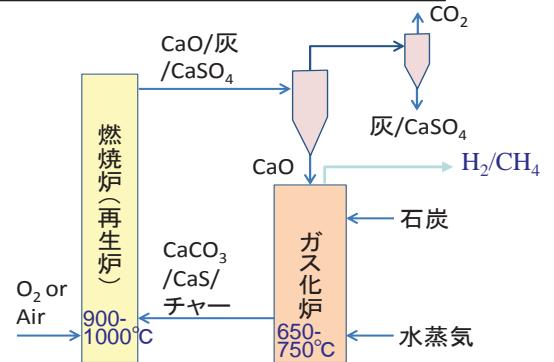 CO2
CaO/灰
/CaSO4
灰/CaSO4
CaO
H2/CH4
燃焼炉(再生炉)
石炭
ガス化炉
CaCO3
/CaS/
チャー
O2 or
Air
900-
1000℃
650-
750℃
水蒸気